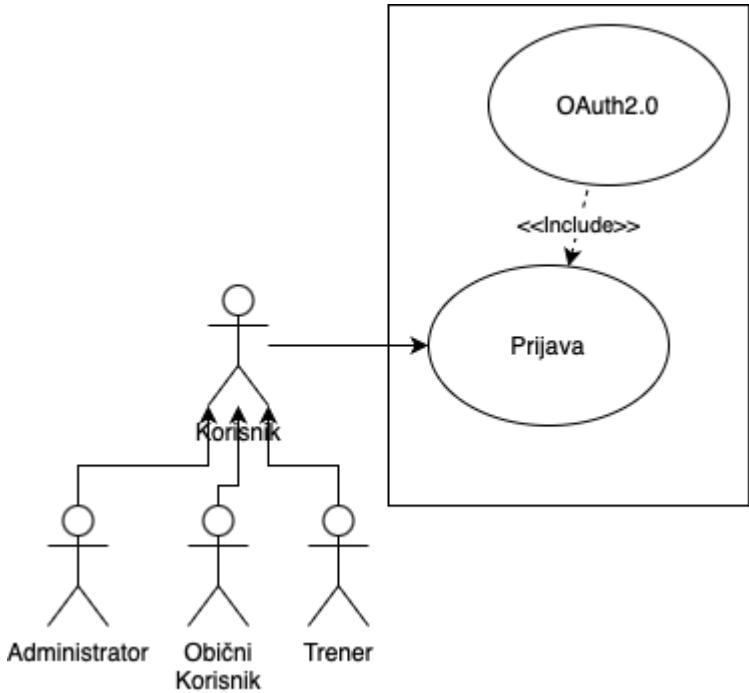 OAuth2.0
<<Include>>
Prijava
Korisnik
Administrator
Obični
Korisnik
Trener